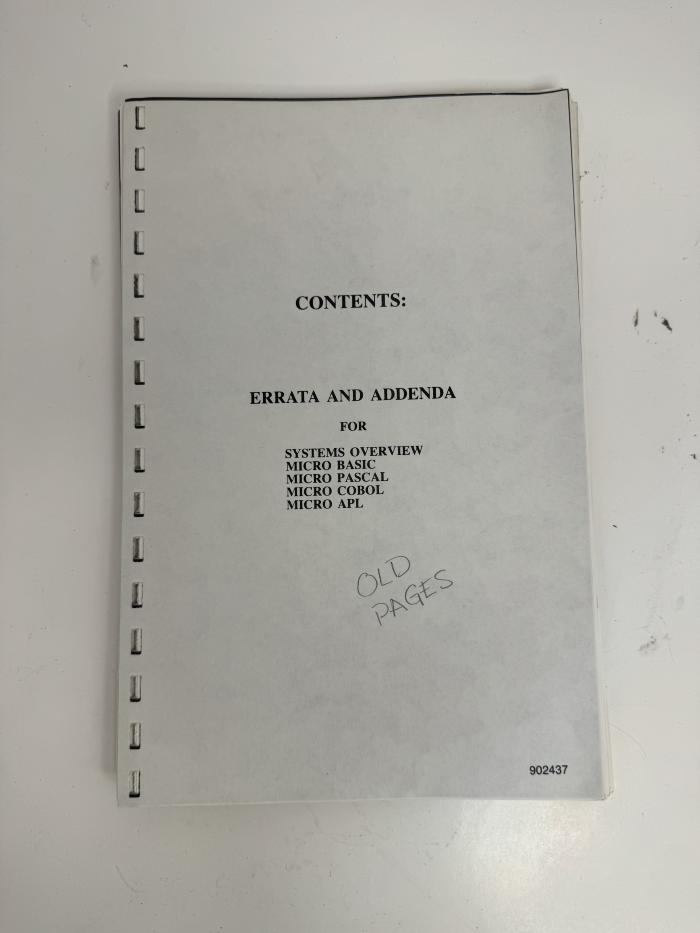 CONTENTS:
ERRATA AND ADDENDA
FOR
SYSTEMS OVERVIEW
MICRO BASIC
MICRO PASCAL
MICRO COBOL
MICRO APL
OLD
PAGES
902437